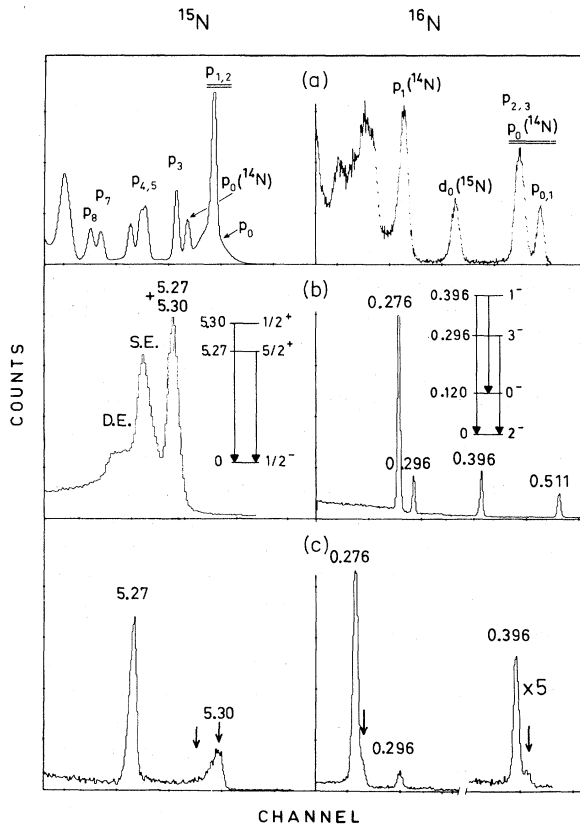 ¹⁵N ¹⁶N
(a)
p₁,₂
p₃
p₀(¹⁴N)
p₄,₅
p₇
p₈
p₀
p₁(¹⁴N)
p₂,₃
p₀(¹⁴N)
d₀(¹⁵N)
p₀,₁
(b)
5.27
+
5.30
S.E.
D.E.
5.30 1/2⁺
5.27 5/2⁺
0 1/2⁻
0.276
0.296
0.396
0.511
0.396 1⁻
0.296 3⁻
0.120 0⁻
0 2⁻
(c)
5.27
5.30
0.276
0.296
0.396
x5
COUNTS
CHANNEL